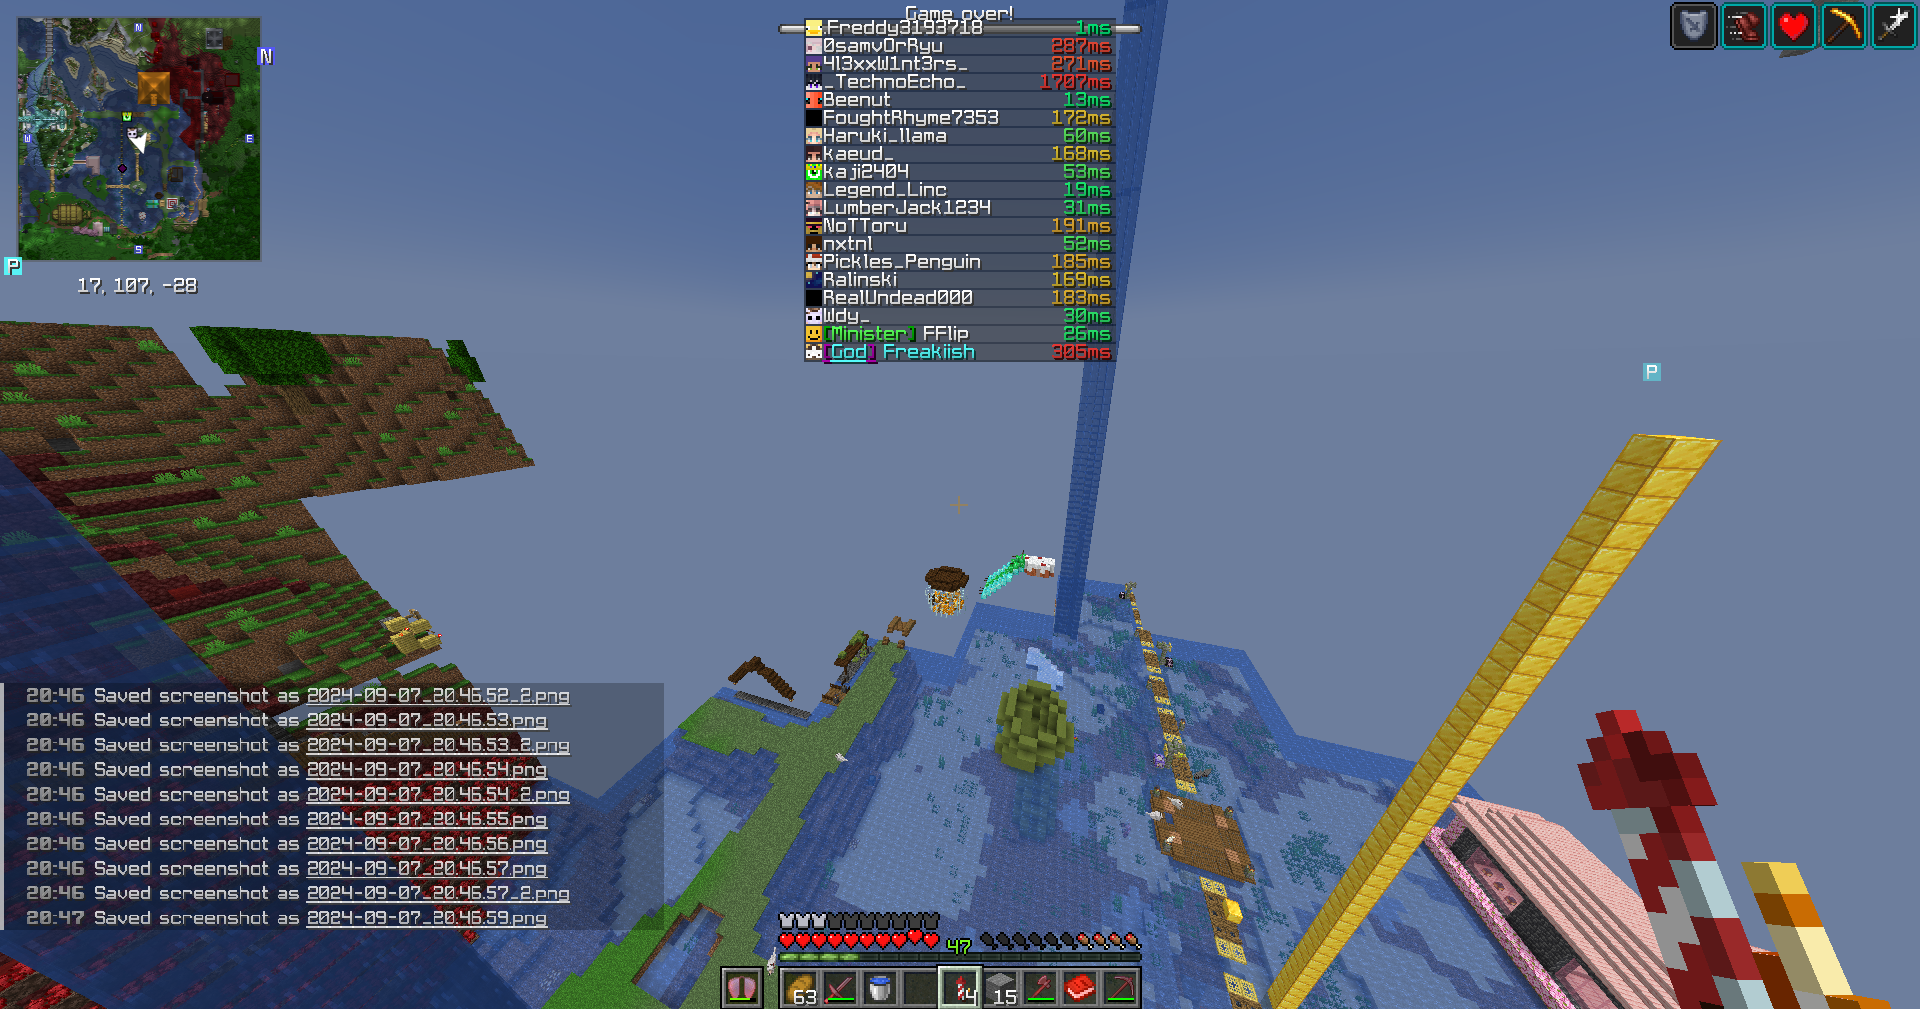 Game over!
.Freddy3193718 1ms
0samvOrRyu 287ms
4l3xxW1nt3rs_ 271ms
_TechnoEcho_ 1707ms
Beenut 13ms
FoughtRhyme7353 172ms
Haruki_llama 60ms
kaeud_ 168ms
kaji2404 53ms
Legend_Linc 19ms
LumberJack1234 31ms
NoTToru 191ms
nxtnl 52ms
Pickles_Penguin 185ms
Ralinski 169ms
RealUndead000 183ms
Wdy_ 30ms
[Minister] FFlip 26ms
[God] Freakiish 305ms
N
N
W
E
S
P
17, 107, -28
P
20:46 Saved screenshot as 2024-09-07_20.46.52_2.png
20:46 Saved screenshot as 2024-09-07_20.46.53.png
20:46 Saved screenshot as 2024-09-07_20.46.53_2.png
20:46 Saved screenshot as 2024-09-07_20.46.54.png
20:46 Saved screenshot as 2024-09-07_20.46.54_2.png
20:46 Saved screenshot as 2024-09-07_20.46.55.png
20:46 Saved screenshot as 2024-09-07_20.46.56.png
20:46 Saved screenshot as 2024-09-07_20.46.57.png
20:46 Saved screenshot as 2024-09-07_20.46.57_2.png
20:47 Saved screenshot as 2024-09-07_20.46.59.png
47
63
4
15